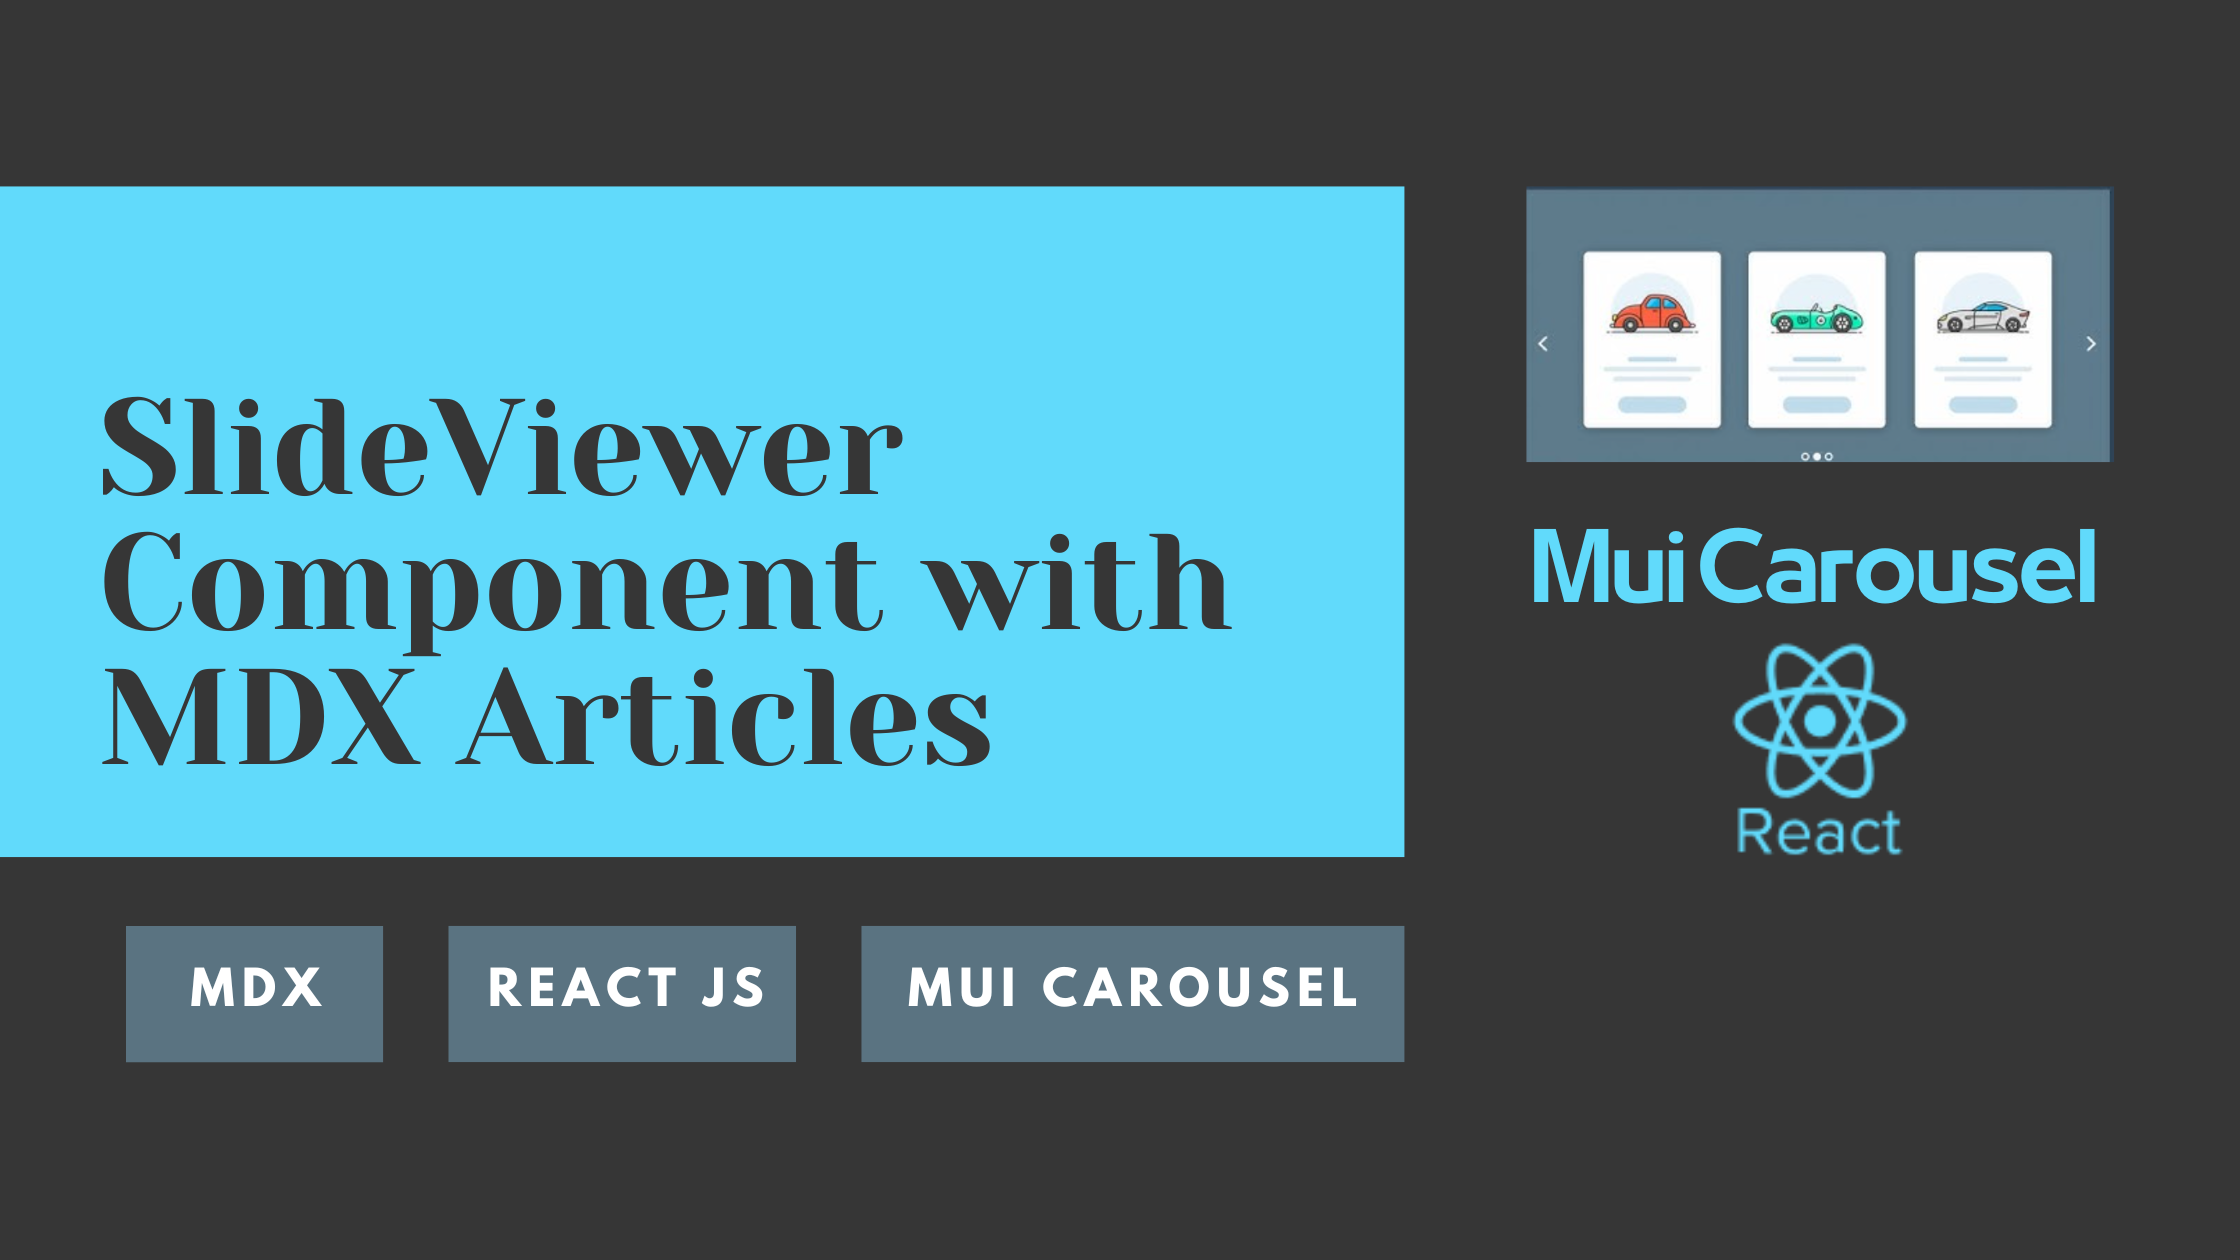 SlideViewer
Component with
MDX Articles
MDX
REACT JS
MUI CAROUSEL
Mui Carousel
React